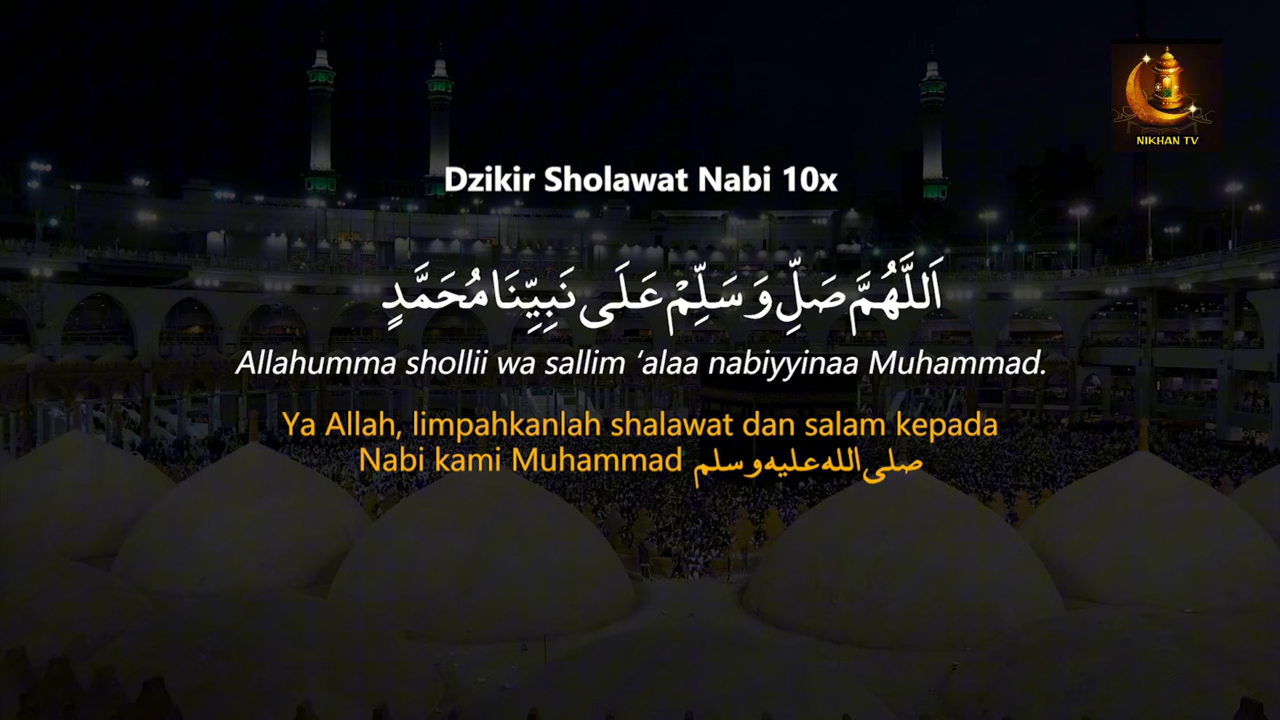 NIKHAN TV
Dzikir Sholawat Nabi 10x
اَللَّهُمَّ صَلِّ وَ سَلِّمْ عَلَى نَبِيِّنَا مُحَمَّدٍ
Allahumma shollii wa sallim ‘alaa nabiyyinaa Muhammad.
Ya Allah, limpahkanlah shalawat dan salam kepada
Nabi kami Muhammad صلى الله عليه وسلم